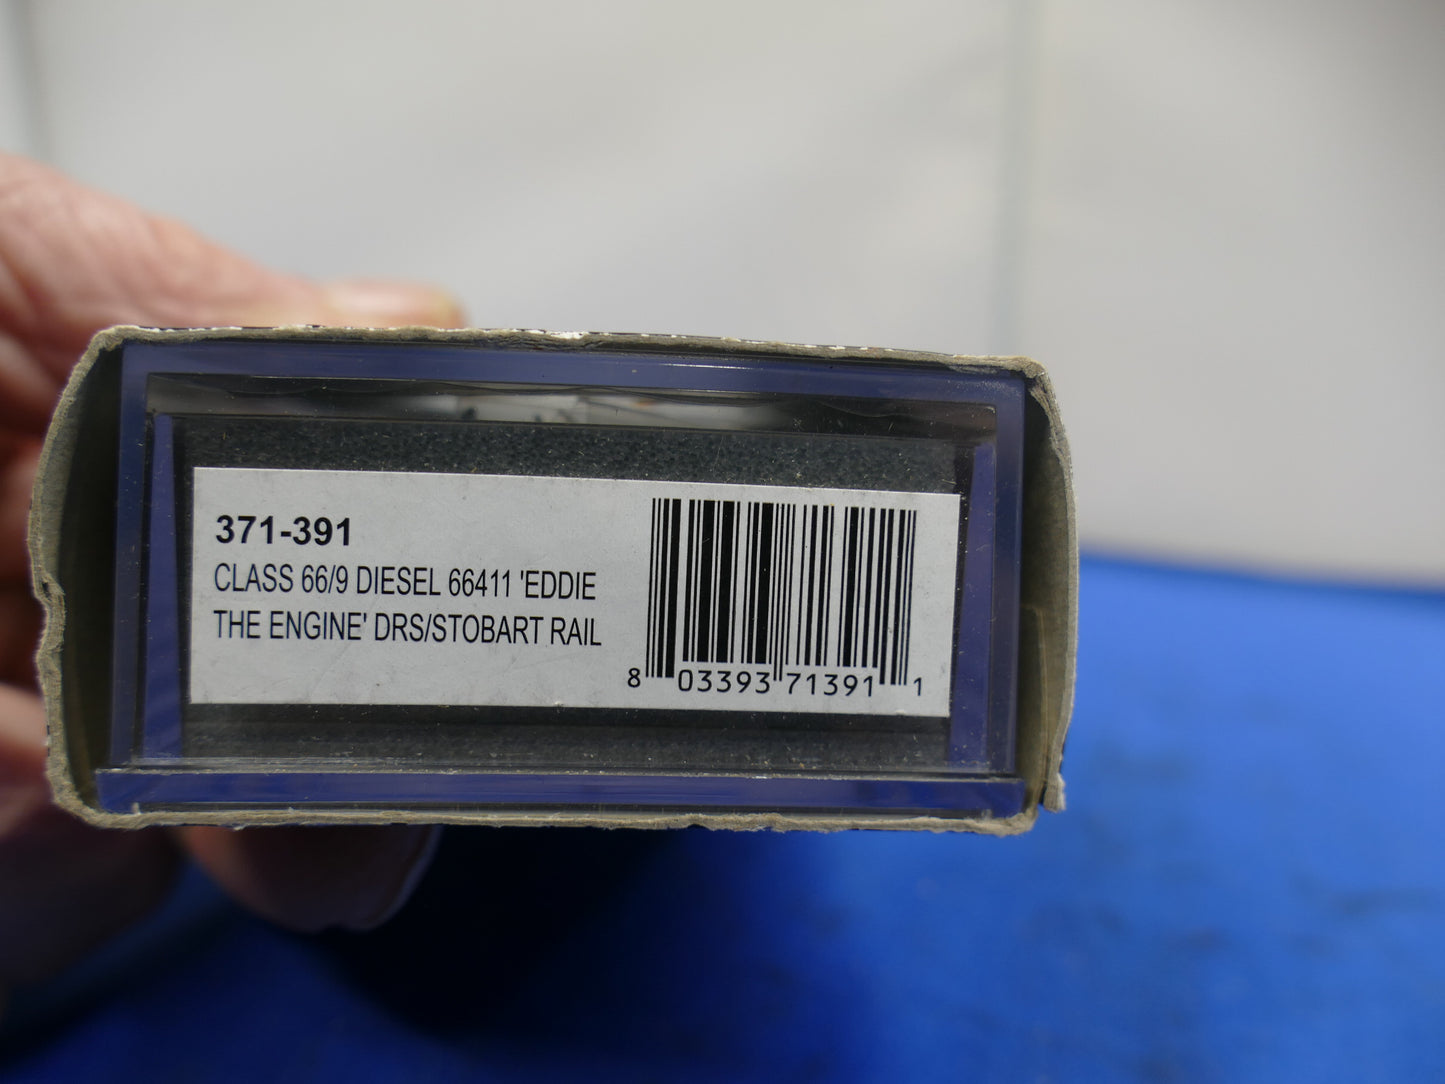 371-391
CLASS 66/9 DIESEL 66411 'EDDIE
THE ENGINE' DRS/STOBART RAIL
8 03393 71391 1